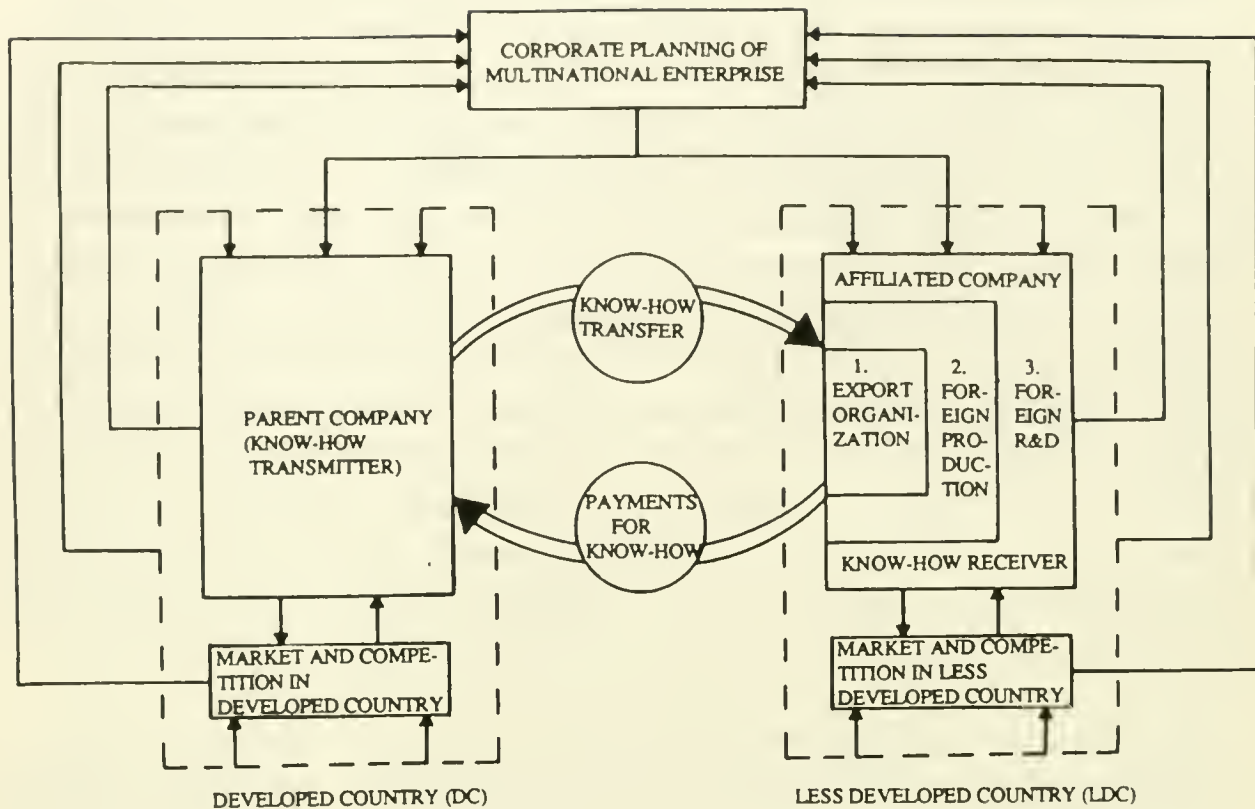 CORPORATE PLANNING OF
MULTINATIONAL ENTERPRISE
KNOW-HOW
TRANSFER
AFFILIATED COMPANY
1.
EXPORT
ORGANI-
ZATION
2.
FOR-
EIGN
PRO-
DUC-
TION
3.
FOR-
EIGN
R&D
PARENT COMPANY
(KNOW-HOW
TRANSMITTER)
PAYMENTS
FOR
KNOW-HOW
KNOW-HOW RECEIVER
MARKET AND COMPE-
TITION IN
DEVELOPED COUNTRY
MARKET AND COMPE-
TITION IN LESS
DEVELOPED COUNTRY
DEVELOPED COUNTRY (DC)
LESS DEVELOPED COUNTRY (LDC)